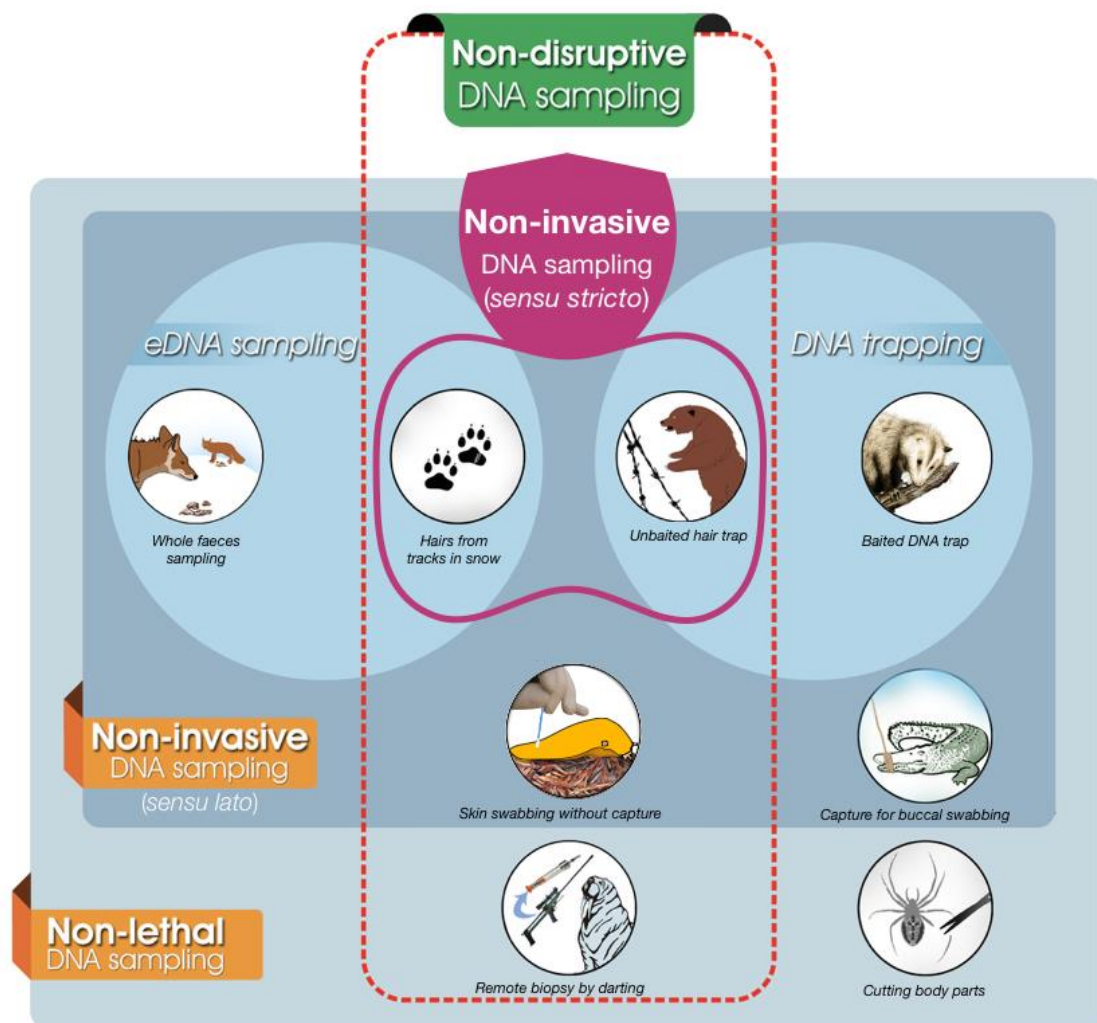 Non-disruptive
DNA sampling
Non-invasive
DNA sampling
(sensu stricto)
eDNA sampling
DNA trapping
Whole faeces
sampling
Hairs from
tracks in snow
Unbaited hair trap
Baited DNA trap
Non-invasive
DNA sampling
(sensu lato)
Skin swabbing without capture
Capture for buccal swabbing
Non-lethal
DNA sampling
Remote biopsy by darting
Cutting body parts